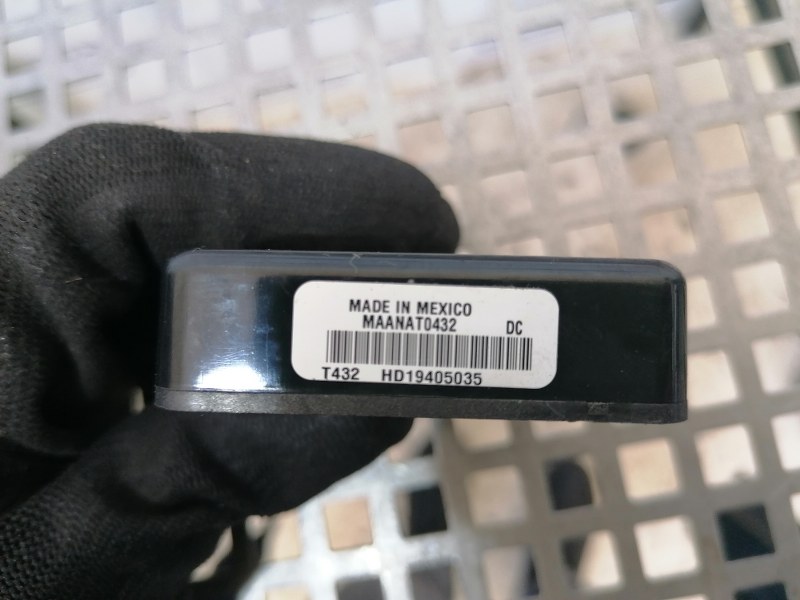 MADE IN MEXICO
MAANAT0432 DC
T432 HD19405035